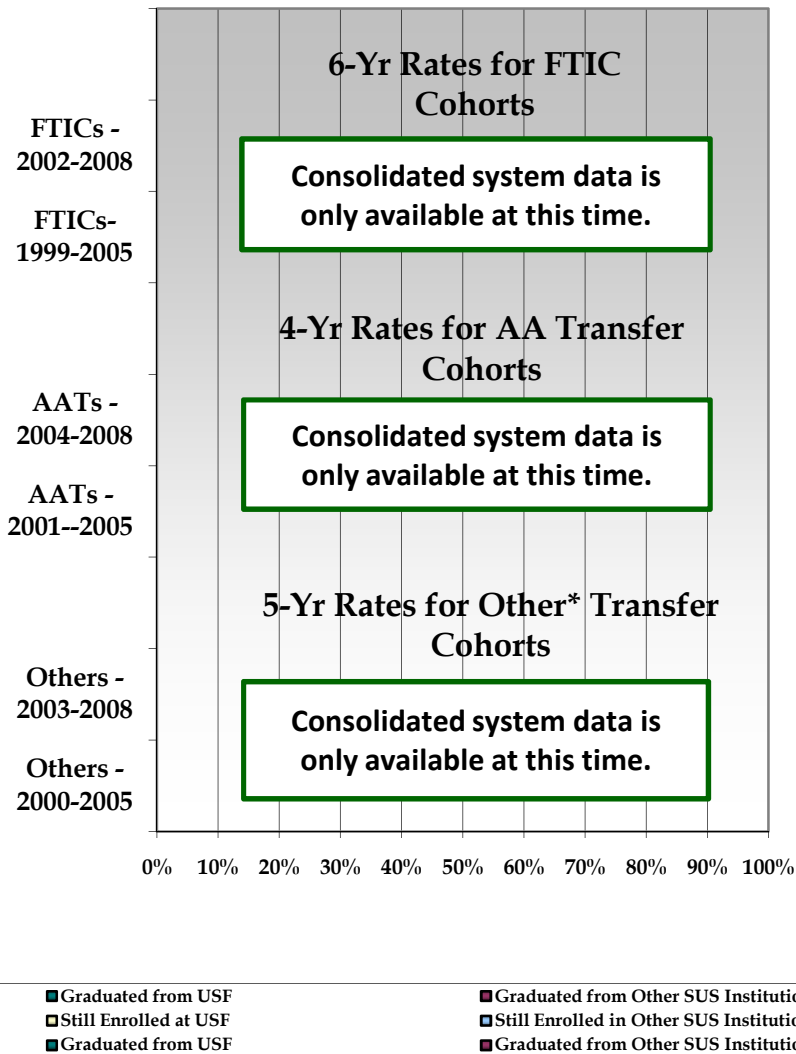 6-Yr Rates for FTIC
Cohorts
FTICs -
2002-2008
Consolidated system data is
only available at this time.
FTICs-
1999-2005
4-Yr Rates for AA Transfer
Cohorts
AATs -
2004-2008
Consolidated system data is
only available at this time.
AATs -
2001--2005
5-Yr Rates for Other* Transfer
Cohorts
Others -
2003-2008
Consolidated system data is
only available at this time.
Others -
2000-2005
0% 10% 20% 30% 40% 50% 60% 70% 80% 90% 100%
Graduated from USF Graduated from Other SUS Institutio
Still Enrolled at USF Still Enrolled in Other SUS Institutio
Graduated from USF Graduated from Other SUS Institutio